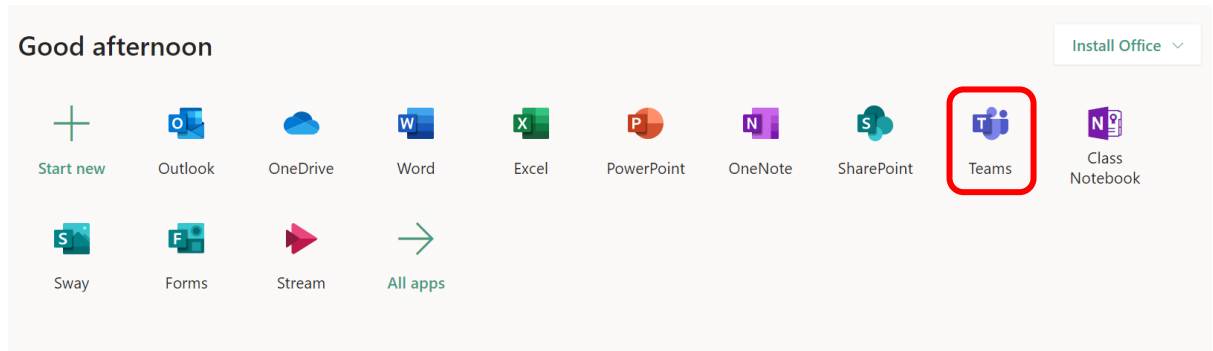 Good afternoon
Install Office
Start new
Outlook
OneDrive
Word
Excel
PowerPoint
OneNote
SharePoint
Teams
Class
Notebook
Sway
Forms
Stream
All apps